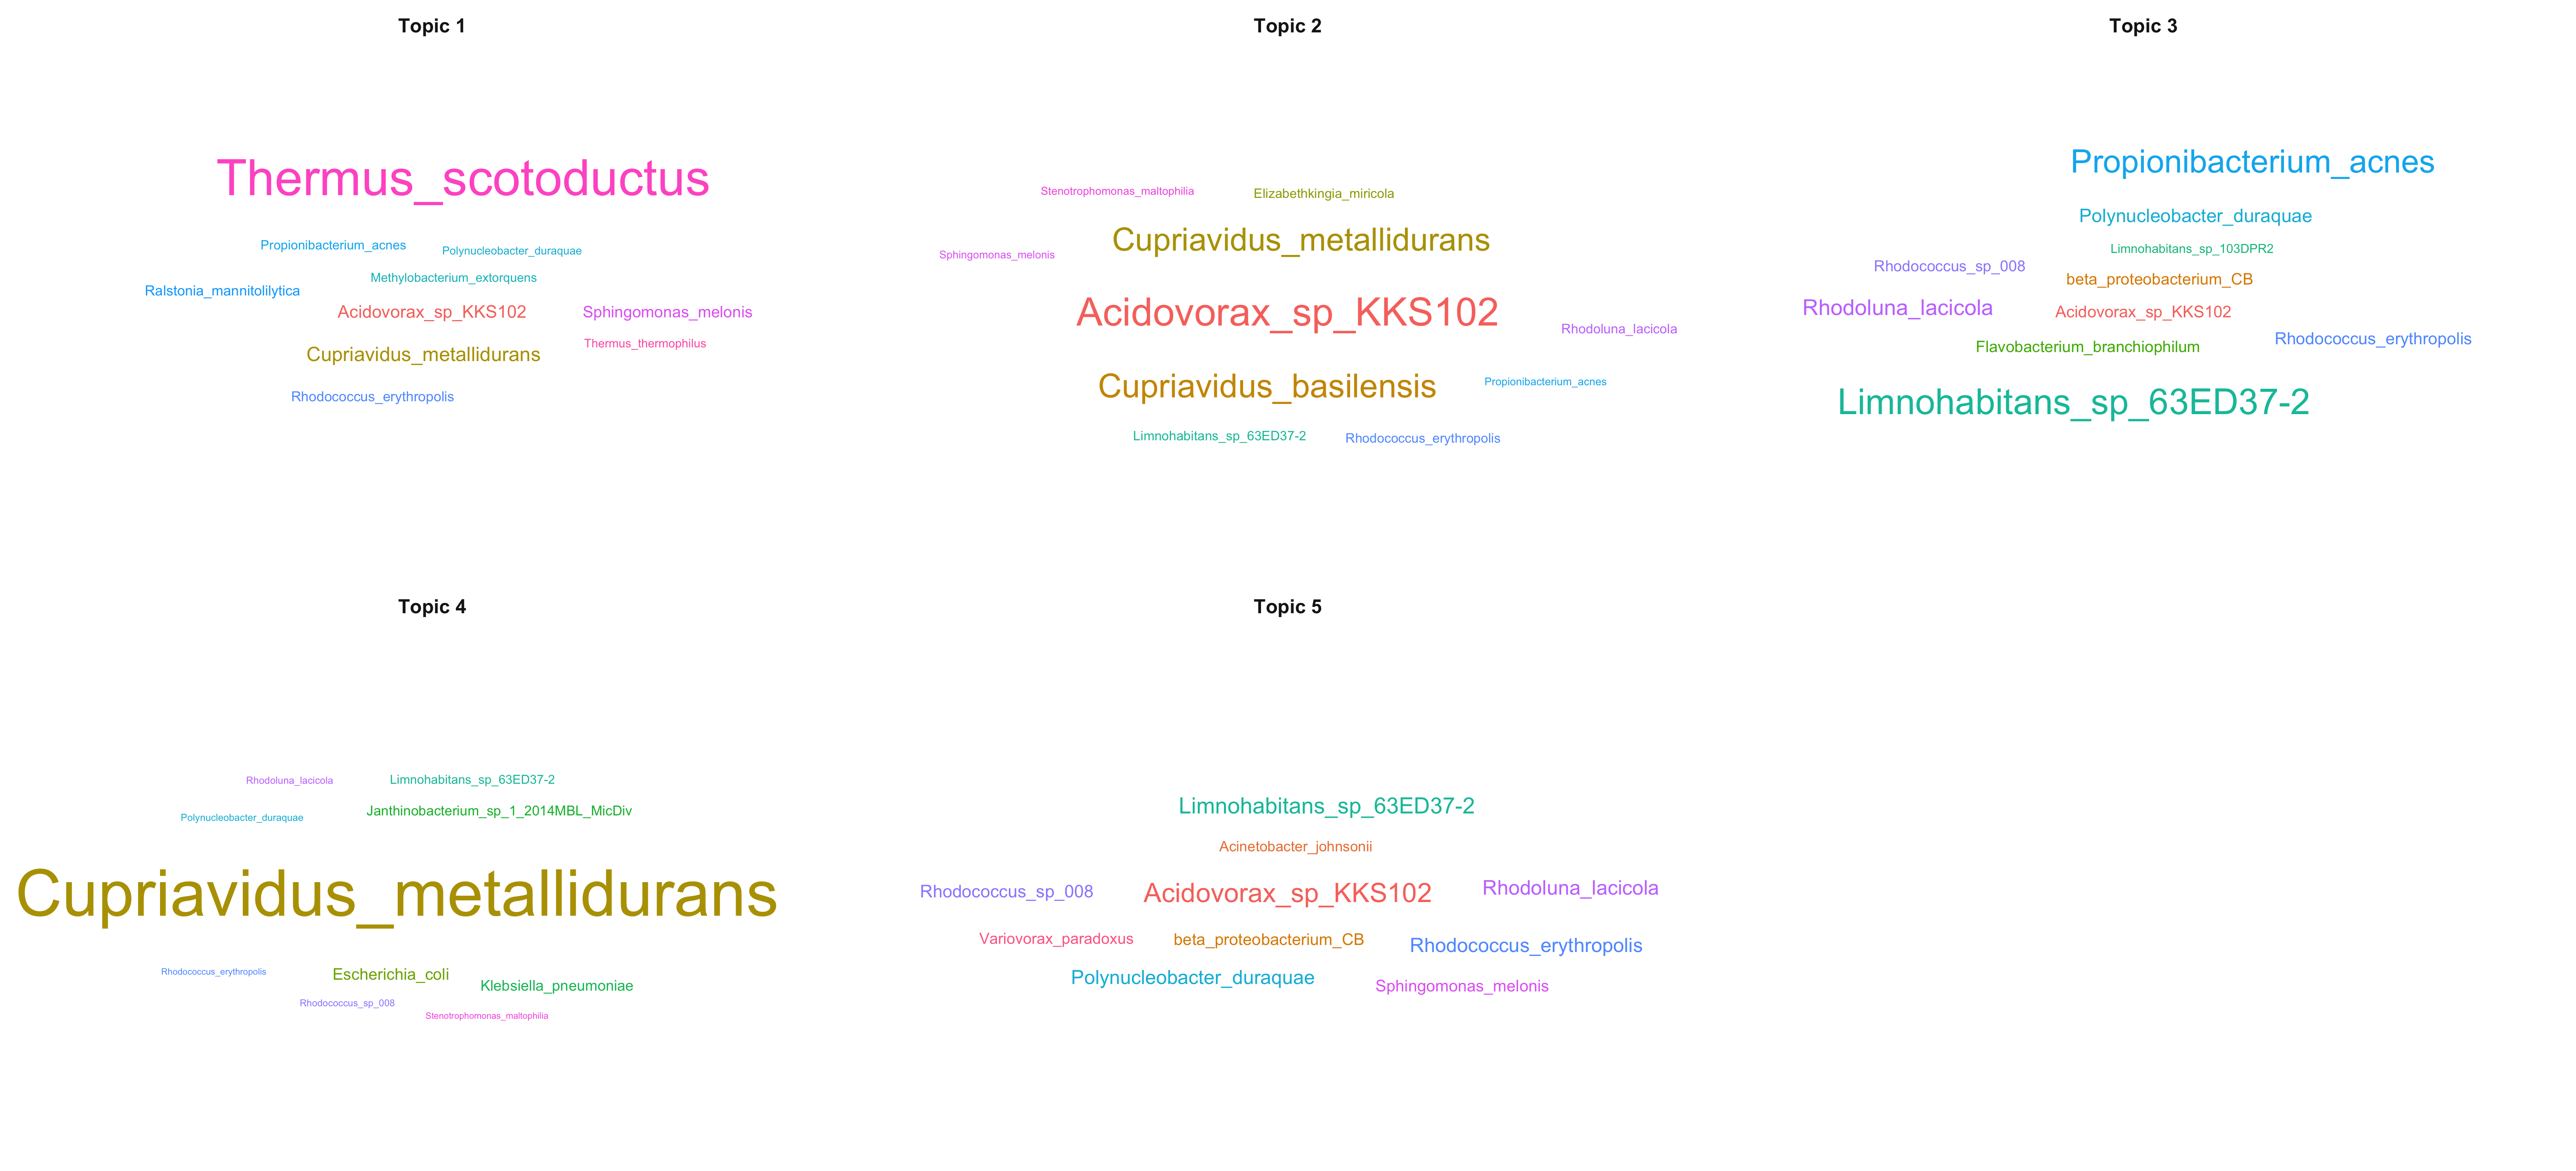 Topic 1
Thermus_scotoductus
Propionibacterium_acnes
Polynucleobacter_duraquae
Methylobacterium_extorquens
Ralstonia_mannitolilytica
Acidovorax_sp_KKS102
Sphingomonas_melonis
Thermus_thermophilus
Cupriavidus_metallidurans
Rhodococcus_erythropolis
Topic 2
Stenotrophomonas_maltophilia
Elizabethkingia_miricola
Cupriavidus_metallidurans
Sphingomonas_melonis
Acidovorax_sp_KKS102
Rhodoluna_lacicola
Cupriavidus_basilensis
Propionibacterium_acnes
Limnohabitans_sp_63ED37-2
Rhodococcus_erythropolis
Topic 3
Propionibacterium_acnes
Polynucleobacter_duraquae
Limnohabitans_sp_103DPR2
Rhodococcus_sp_008
beta_proteobacterium_CB
Rhodoluna_lacicola
Acidovorax_sp_KKS102
Rhodococcus_erythropolis
Flavobacterium_branchiophilum
Limnohabitans_sp_63ED37-2
Topic 4
Rhodoluna_lacicola
Limnohabitans_sp_63ED37-2
Janthinobacterium_sp_1_2014MBL_MicDiv
Polynucleobacter_duraquae
Cupriavidus_metallidurans
Rhodococcus_erythropolis
Escherichia_coli
Klebsiella_pneumoniae
Rhodococcus_sp_008
Stenotrophomonas_maltophilia
Topic 5
Limnohabitans_sp_63ED37-2
Acinetobacter_johnsonii
Rhodococcus_sp_008
Acidovorax_sp_KKS102
Rhodoluna_lacicola
Variovorax_paradoxus
beta_proteobacterium_CB
Rhodococcus_erythropolis
Polynucleobacter_duraquae
Sphingomonas_melonis